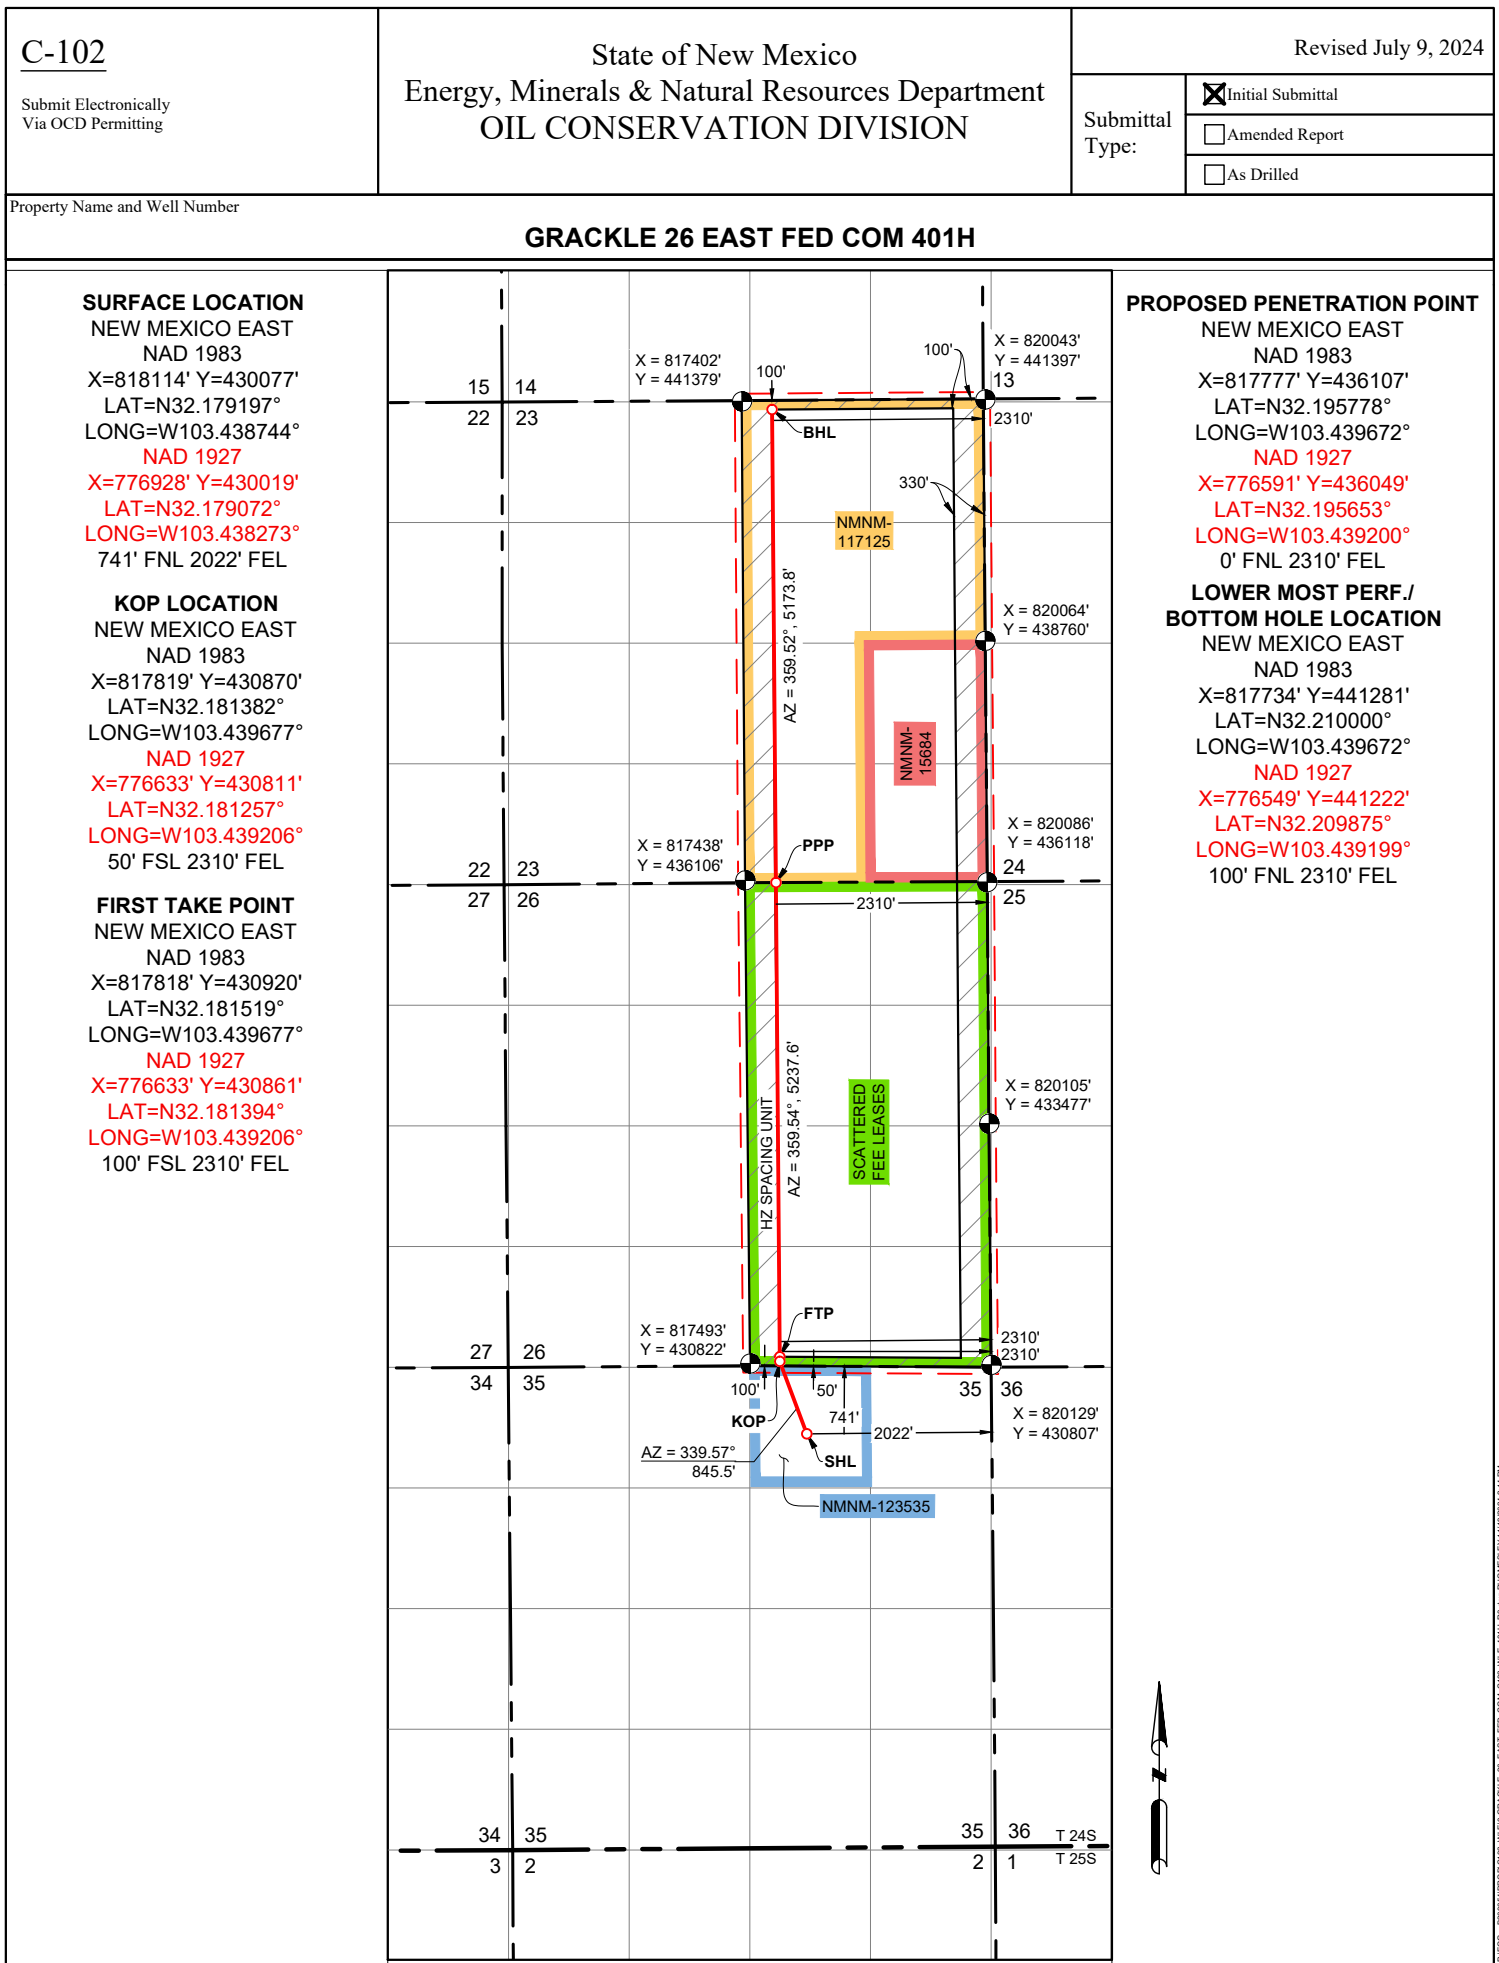 C-102
Submit Electronically
Via OCD Permitting
State of New Mexico
Energy, Minerals & Natural Resources Department
OIL CONSERVATION DIVISION
Revised July 9, 2024
Submittal
Type:
Initial Submittal
Amended Report
As Drilled
Property Name and Well Number
GRACKLE 26 EAST FED COM 401H
SURFACE LOCATION
NEW MEXICO EAST
NAD 1983
X=818114' Y=430077'
LAT=N32.179197°
LONG=W103.438744°
NAD 1927
X=776928' Y=430019'
LAT=N32.179072°
LONG=W103.438273°
741' FNL 2022' FEL
KOP LOCATION
NEW MEXICO EAST
NAD 1983
X=817819' Y=430870'
LAT=N32.181382°
LONG=W103.439677°
NAD 1927
X=776633' Y=430811'
LAT=N32.181257°
LONG=W103.439206°
50' FSL 2310' FEL
FIRST TAKE POINT
NEW MEXICO EAST
NAD 1983
X=817818' Y=430920'
LAT=N32.181519°
LONG=W103.439677°
NAD 1927
X=776633' Y=430861'
LAT=N32.181394°
LONG=W103.439206°
100' FSL 2310' FEL
X = 817402'
Y = 441379'
100'
100'
X = 820043'
Y = 441397'
15 14
13
22 23
BHL
2310'
330'
NMNM-
117125
AZ = 359.52°, 5173.8'
X = 820064'
Y = 438760'
NMNM-
15684
X = 817438'
Y = 436106'
PPP
X = 820086'
Y = 436118'
22 23
24
27 26
25
2310'
HZ SPACING UNIT
AZ = 359.54°, 5237.6'
SCATTERED
FEE LEASES
X = 820105'
Y = 433477'
FTP
X = 817493'
Y = 430822'
2310'
2310'
27 26
34 35
35 36
100'
50'
KOP
741'
2022'
X = 820129'
Y = 430807'
AZ = 339.57°
845.5'
SHL
NMNM-123535
34 35
35 36
T 24S
3 2
2 1
T 25S
N
PROPOSED PENETRATION POINT
NEW MEXICO EAST
NAD 1983
X=817777' Y=436107'
LAT=N32.195778°
LONG=W103.439672°
NAD 1927
X=776591' Y=436049'
LAT=N32.195653°
LONG=W103.439200°
0' FNL 2310' FEL
LOWER MOST PERF./
BOTTOM HOLE LOCATION
NEW MEXICO EAST
NAD 1983
X=817734' Y=441281'
LAT=N32.210000°
LONG=W103.439672°
NAD 1927
X=776549' Y=441222'
LAT=N32.209875°
LONG=W103.439199°
100' FNL 2310' FEL